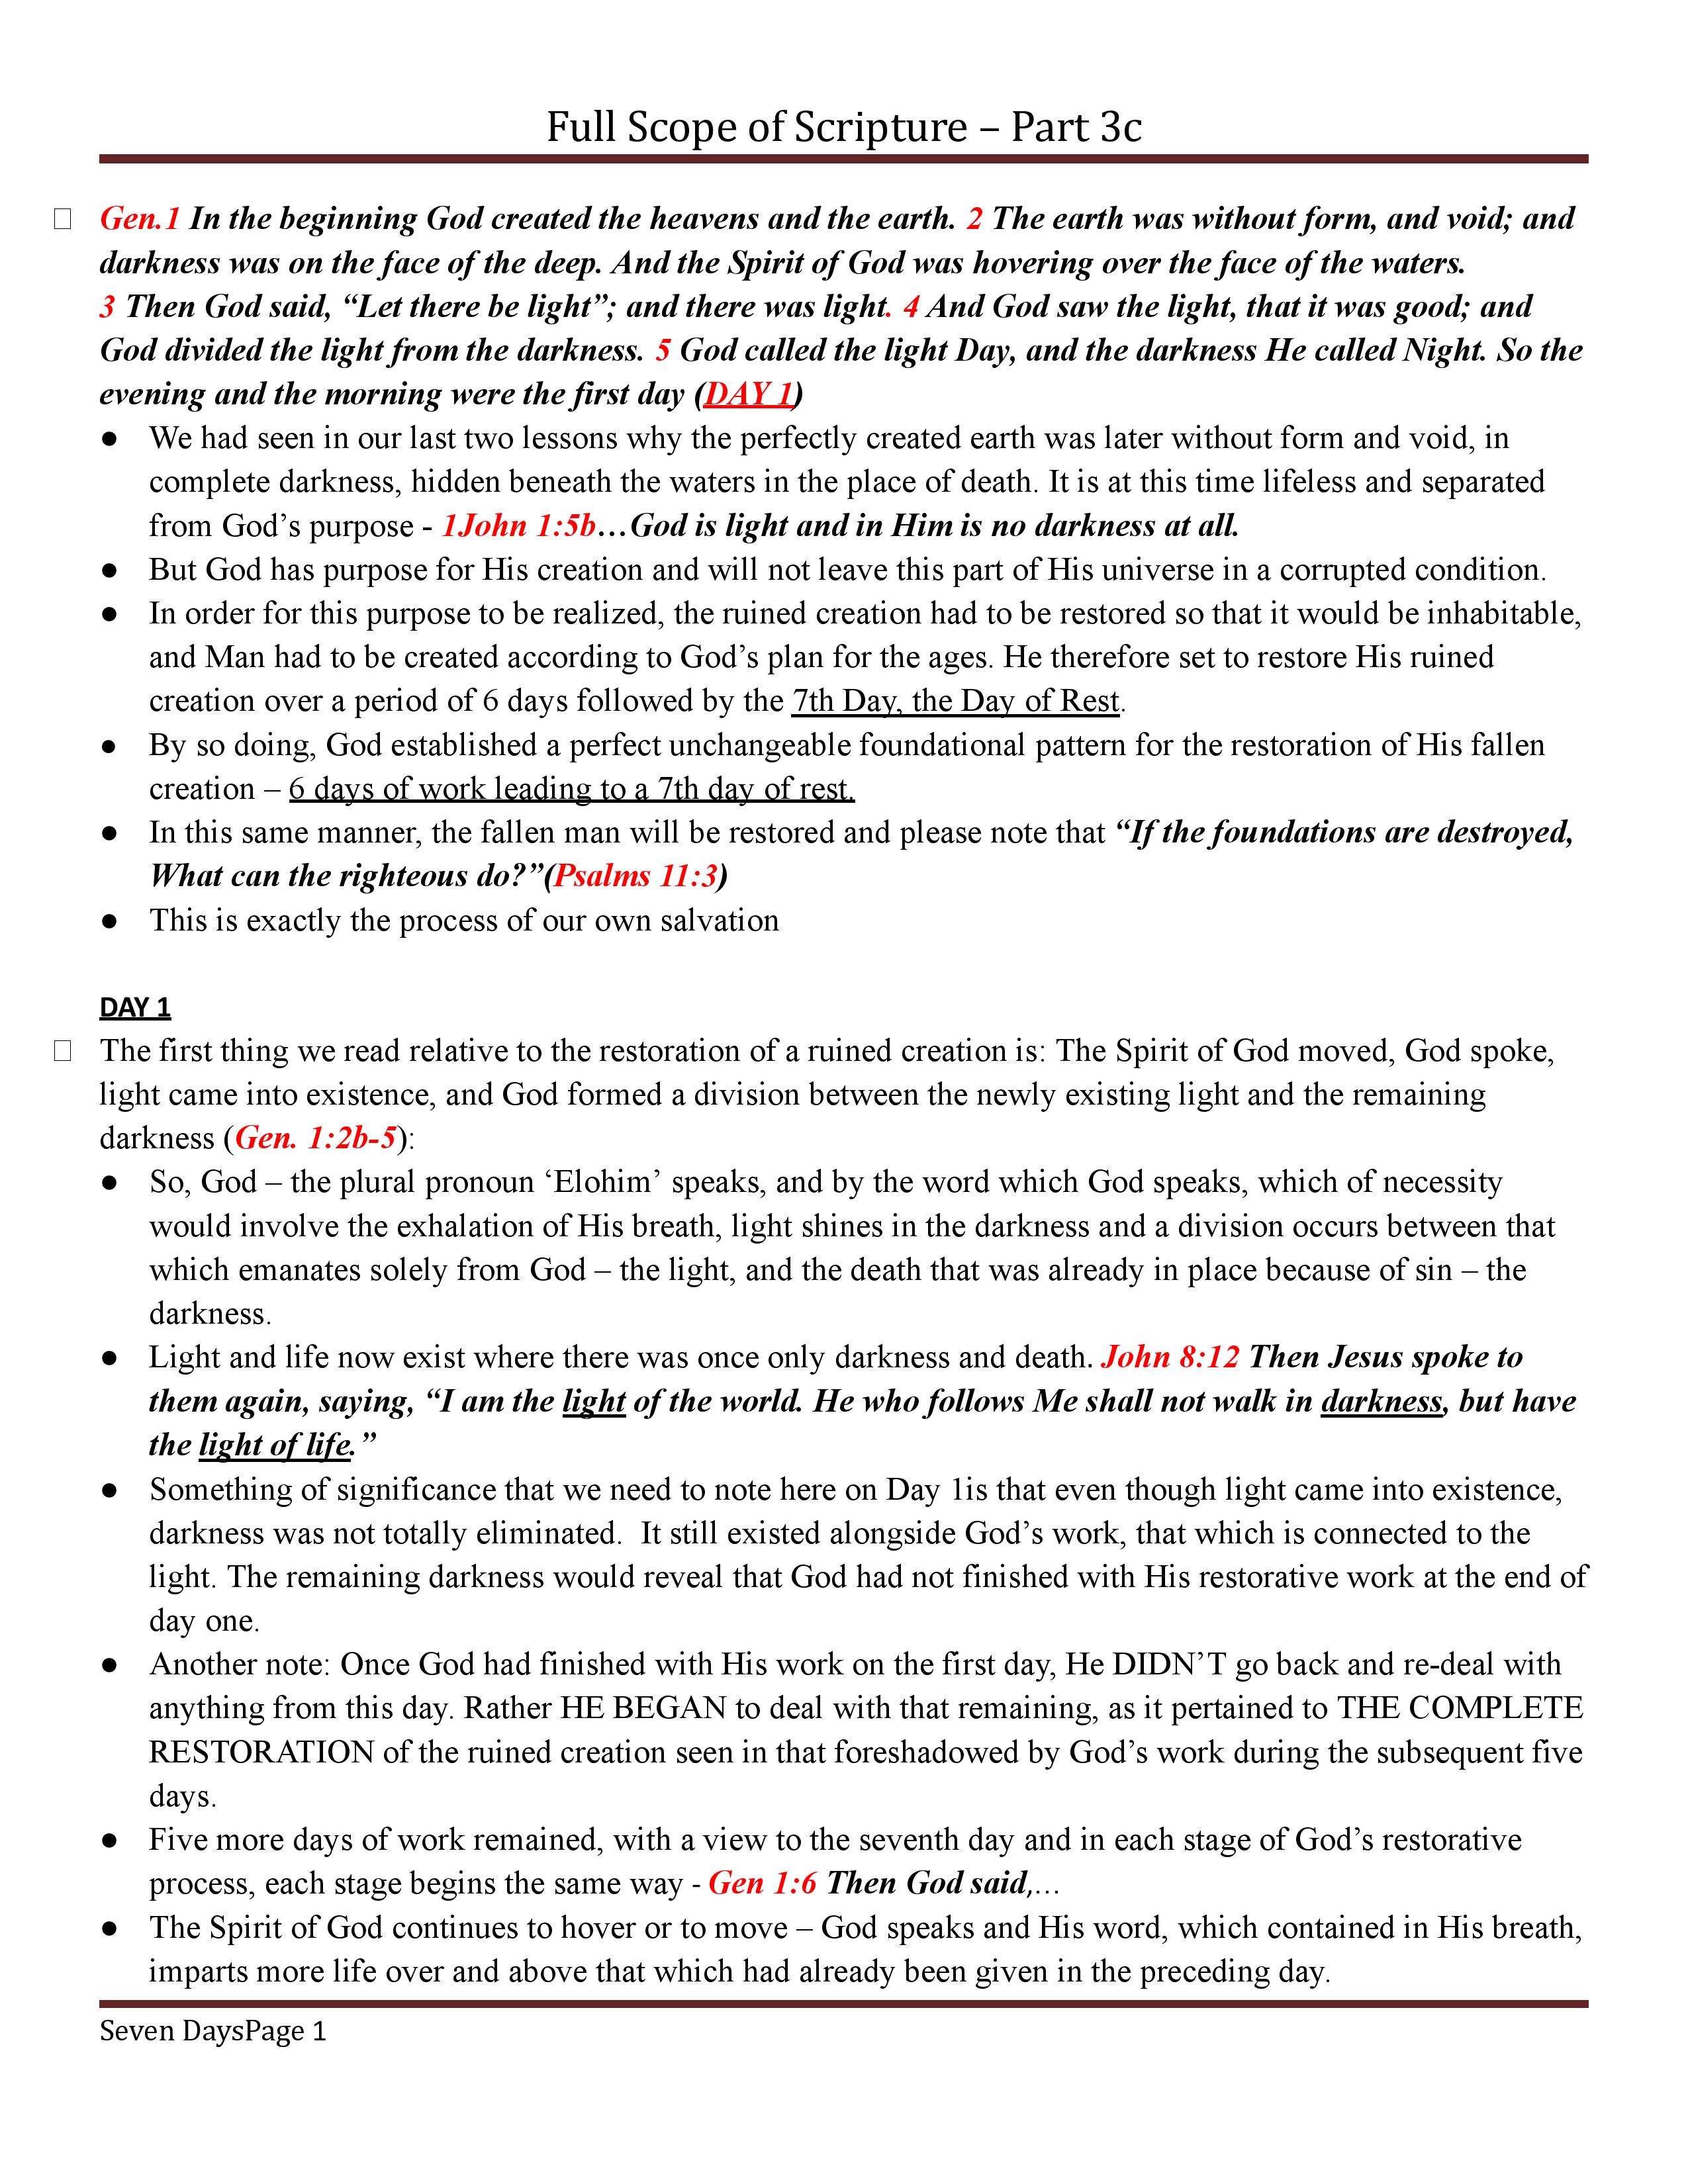 Full Scope of Scripture – Part 3c
Gen.1 In the beginning God created the heavens and the earth. 2 The earth was without form, and void; and
darkness was on the face of the deep. And the Spirit of God was hovering over the face of the waters.
3 Then God said, “Let there be light”; and there was light. 4 And God saw the light, that it was good; and
God divided the light from the darkness. 5 God called the light Day, and the darkness He called Night. So the
evening and the morning were the first day (DAY 1)
● We had seen in our last two lessons why the perfectly created earth was later without form and void, in
complete darkness, hidden beneath the waters in the place of death. It is at this time lifeless and separated
from God’s purpose - 1John 1:5b…God is light and in Him is no darkness at all.
● But God has purpose for His creation and will not leave this part of His universe in a corrupted condition.
● In order for this purpose to be realized, the ruined creation had to be restored so that it would be inhabitable,
and Man had to be created according to God’s plan for the ages. He therefore set to restore His ruined
creation over a period of 6 days followed by the 7th Day, the Day of Rest.
● By so doing, God established a perfect unchangeable foundational pattern for the restoration of His fallen
creation – 6 days of work leading to a 7th day of rest.
● In this same manner, the fallen man will be restored and please note that “If the foundations are destroyed,
What can the righteous do?”(Psalms 11:3)
● This is exactly the process of our own salvation
DAY 1
The first thing we read relative to the restoration of a ruined creation is: The Spirit of God moved, God spoke,
light came into existence, and God formed a division between the newly existing light and the remaining
darkness (Gen. 1:2b-5):
● So, God – the plural pronoun ‘Elohim’ speaks, and by the word which God speaks, which of necessity
would involve the exhalation of His breath, light shines in the darkness and a division occurs between that
which emanates solely from God – the light, and the death that was already in place because of sin – the
darkness.
● Light and life now exist where there was once only darkness and death. John 8:12 Then Jesus spoke to
them again, saying, “I am the light of the world. He who follows Me shall not walk in darkness, but have
the light of life.”
● Something of significance that we need to note here on Day 1is that even though light came into existence,
darkness was not totally eliminated.  It still existed alongside God’s work, that which is connected to the
light. The remaining darkness would reveal that God had not finished with His restorative work at the end of
day one.
● Another note: Once God had finished with His work on the first day, He DIDN’T go back and re-deal with
anything from this day. Rather HE BEGAN to deal with that remaining, as it pertained to THE COMPLETE
RESTORATION of the ruined creation seen in that foreshadowed by God’s work during the subsequent five
days.
● Five more days of work remained, with a view to the seventh day and in each stage of God’s restorative
process, each stage begins the same way - Gen 1:6 Then God said,…
● The Spirit of God continues to hover or to move – God speaks and His word, which contained in His breath,
imparts more life over and above that which had already been given in the preceding day.
Seven DaysPage 1